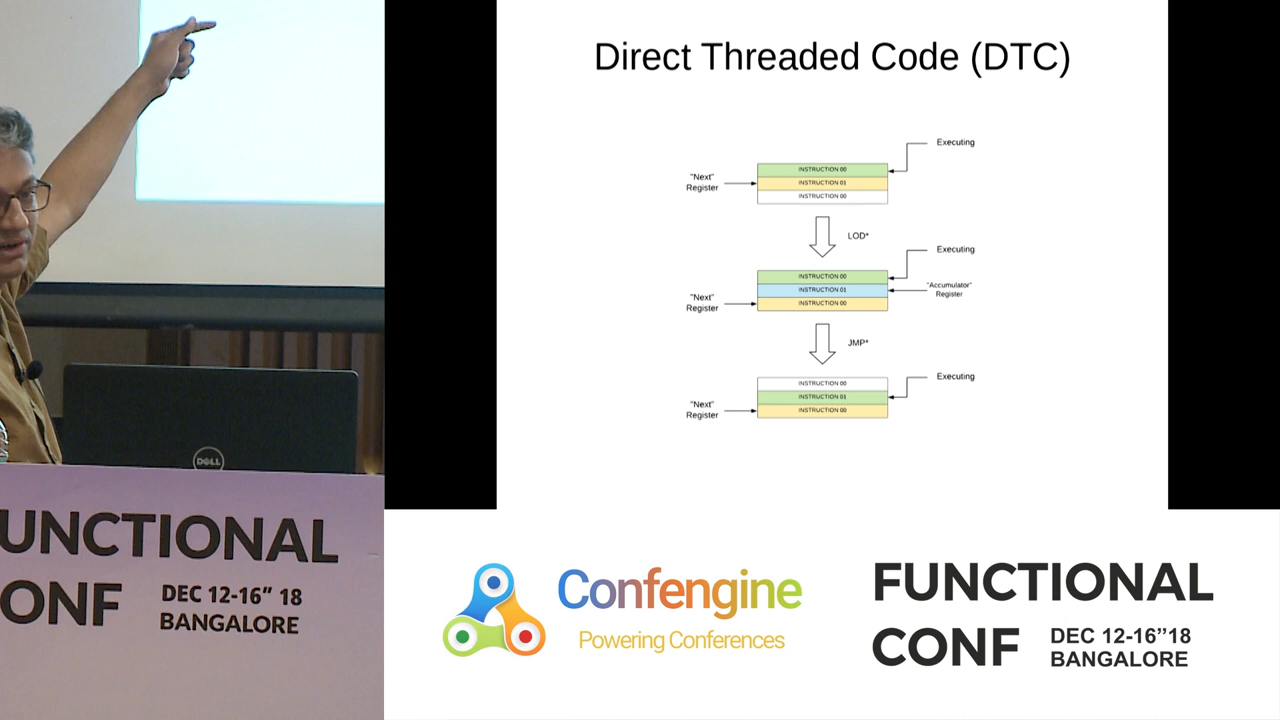 Direct Threaded Code (DTC)
Executing
INSTRUCTION 00
"Next"
Register
INSTRUCTION 01
INSTRUCTION 00
LOD*
Executing
INSTRUCTION 00
INSTRUCTION 01
"Accumulator"
Register
"Next"
Register
INSTRUCTION 00
JMP*
Executing
INSTRUCTION 00
INSTRUCTION 01
"Next"
Register
INSTRUCTION 00
DELL
UNCTIONAL
ONF
DEC 12-16" 18
BANGALORE
Confengine
Powering Conferences
FUNCTIONAL
CONF
DEC 12-16”18
BANGALORE